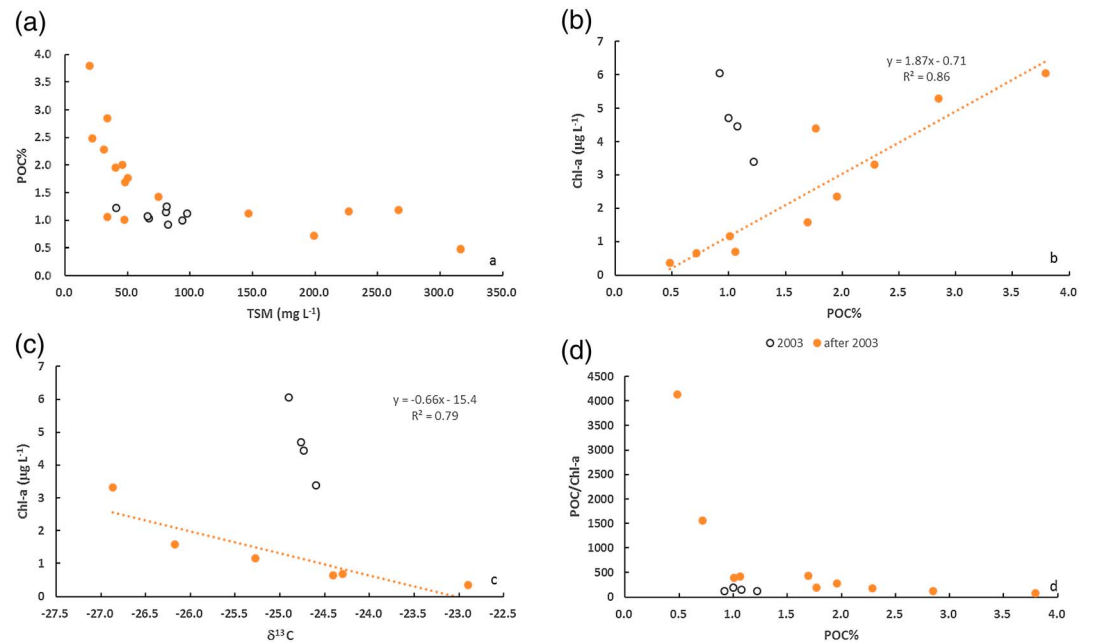 (a)
4.0
3.5
3.0
2.5
2.0
1.5
1.0
0.5
0.0
POC%
0.0 50.0 100.0 150.0 200.0 250.0 300.0 350.0
TSM (mg L⁻¹)
a
(b)
7
6
5
4
3
2
1
0
Chl-a (µg L⁻¹)
y = 1.87x - 0.71
R² = 0.86
0.0 0.5 1.0 1.5 2.0 2.5 3.0 3.5 4.0
POC%
b
2003 after 2003
(c)
7
6
5
4
3
2
1
0
Chl-a (µg L⁻¹)
y = -0.66x - 15.4
R² = 0.79
-27.5 -27.0 -26.5 -26.0 -25.5 -25.0 -24.5 -24.0 -23.5 -23.0 -22.5
δ¹³C
c
(d)
4500
4000
3500
3000
2500
2000
1500
1000
500
0
POC/Chl-a
0.0 0.5 1.0 1.5 2.0 2.5 3.0 3.5 4.0
POC%
d